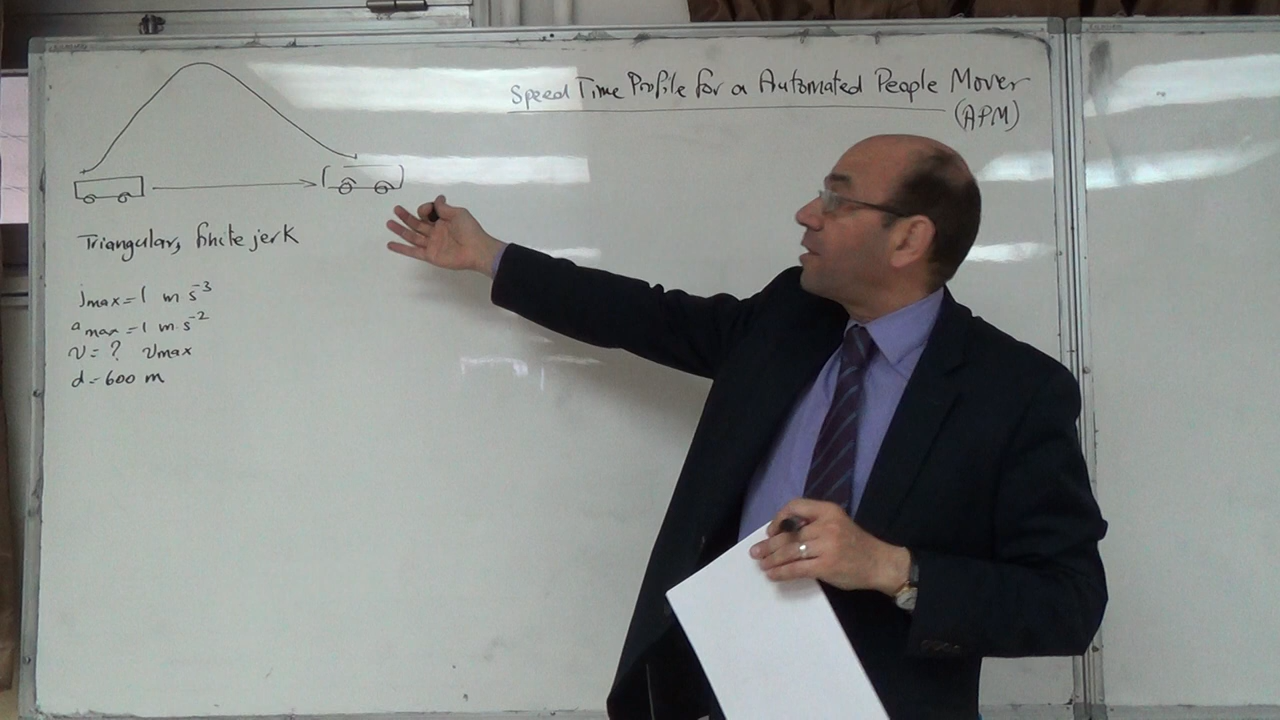 Speed Time Profile for a Automated People Mover
(APM)
Triangular, finite jerk
jmax = 1 m s⁻³
amax = 1 m s⁻²
v = ? vmax
d = 600 m